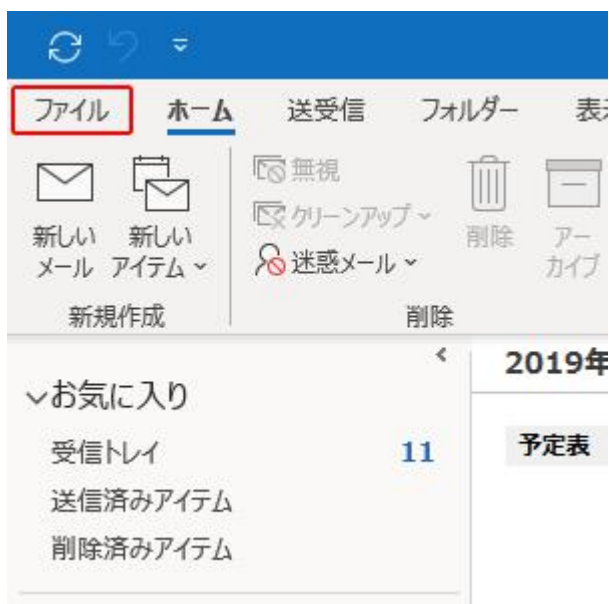 ファイル ホーム 送受信 フォルダー
無視
クリーンアップ
迷惑メール
新しい
メール
新しい
アイテム
削除
アー
カイブ
新規作成 削除
お気に入り
受信トレイ 11
送信済みアイテム
削除済みアイテム
2019年
予定表